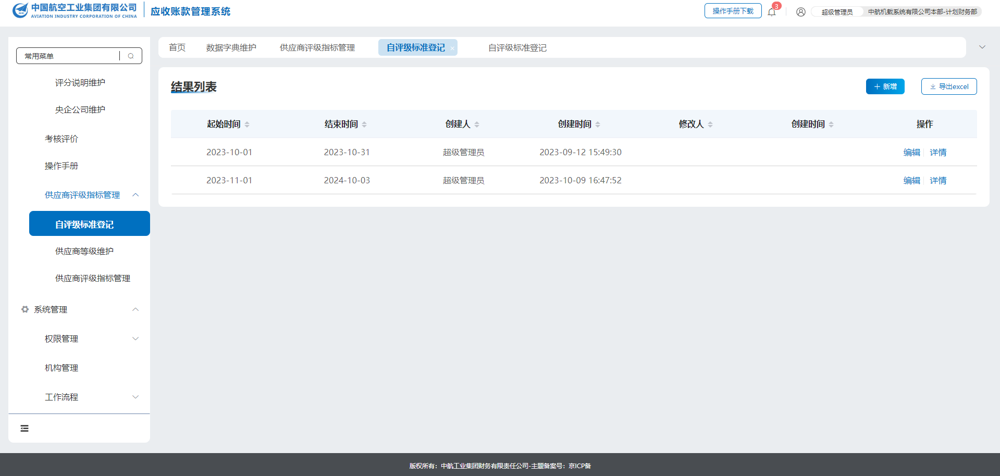 中国航空工业集团有限公司
AVIATION INDUSTRY CORPORATION OF CHINA
应收账款管理系统
操作手册下载
3
超级管理员
中航机载系统有限公司本部-计划财务部
常用菜单
评分说明维护
央企公司维护
考核评价
操作手册
供应商评级指标管理
自评级标准登记
供应商等级维护
供应商评级指标管理
系统管理
权限管理
机构管理
工作流程
首页 数据字典维护 供应商评级指标管理 自评级标准登记 × 自评级标准登记
结果列表
新增
导出excel
起始时间 结束时间 创建人 创建时间 修改人 创建时间 操作
2023-10-01 2023-10-31 超级管理员 2023-09-12 15:49:30 编辑 详情
2023-11-01 2024-10-03 超级管理员 2023-10-09 16:47:52 编辑 详情
版权所有：中航工业集团财务有限责任公司-主题备案号：京ICP备